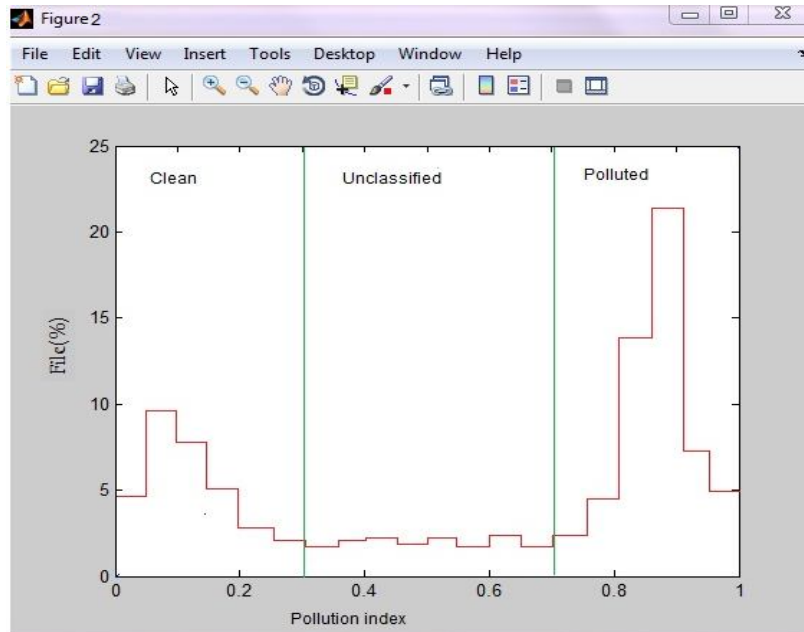 Figure 2
File Edit View Insert Tools Desktop Window Help
Clean Unclassified Polluted
25
20
15
10
5
0
File(%)
0 0.2 0.4 0.6 0.8 1
Pollution index